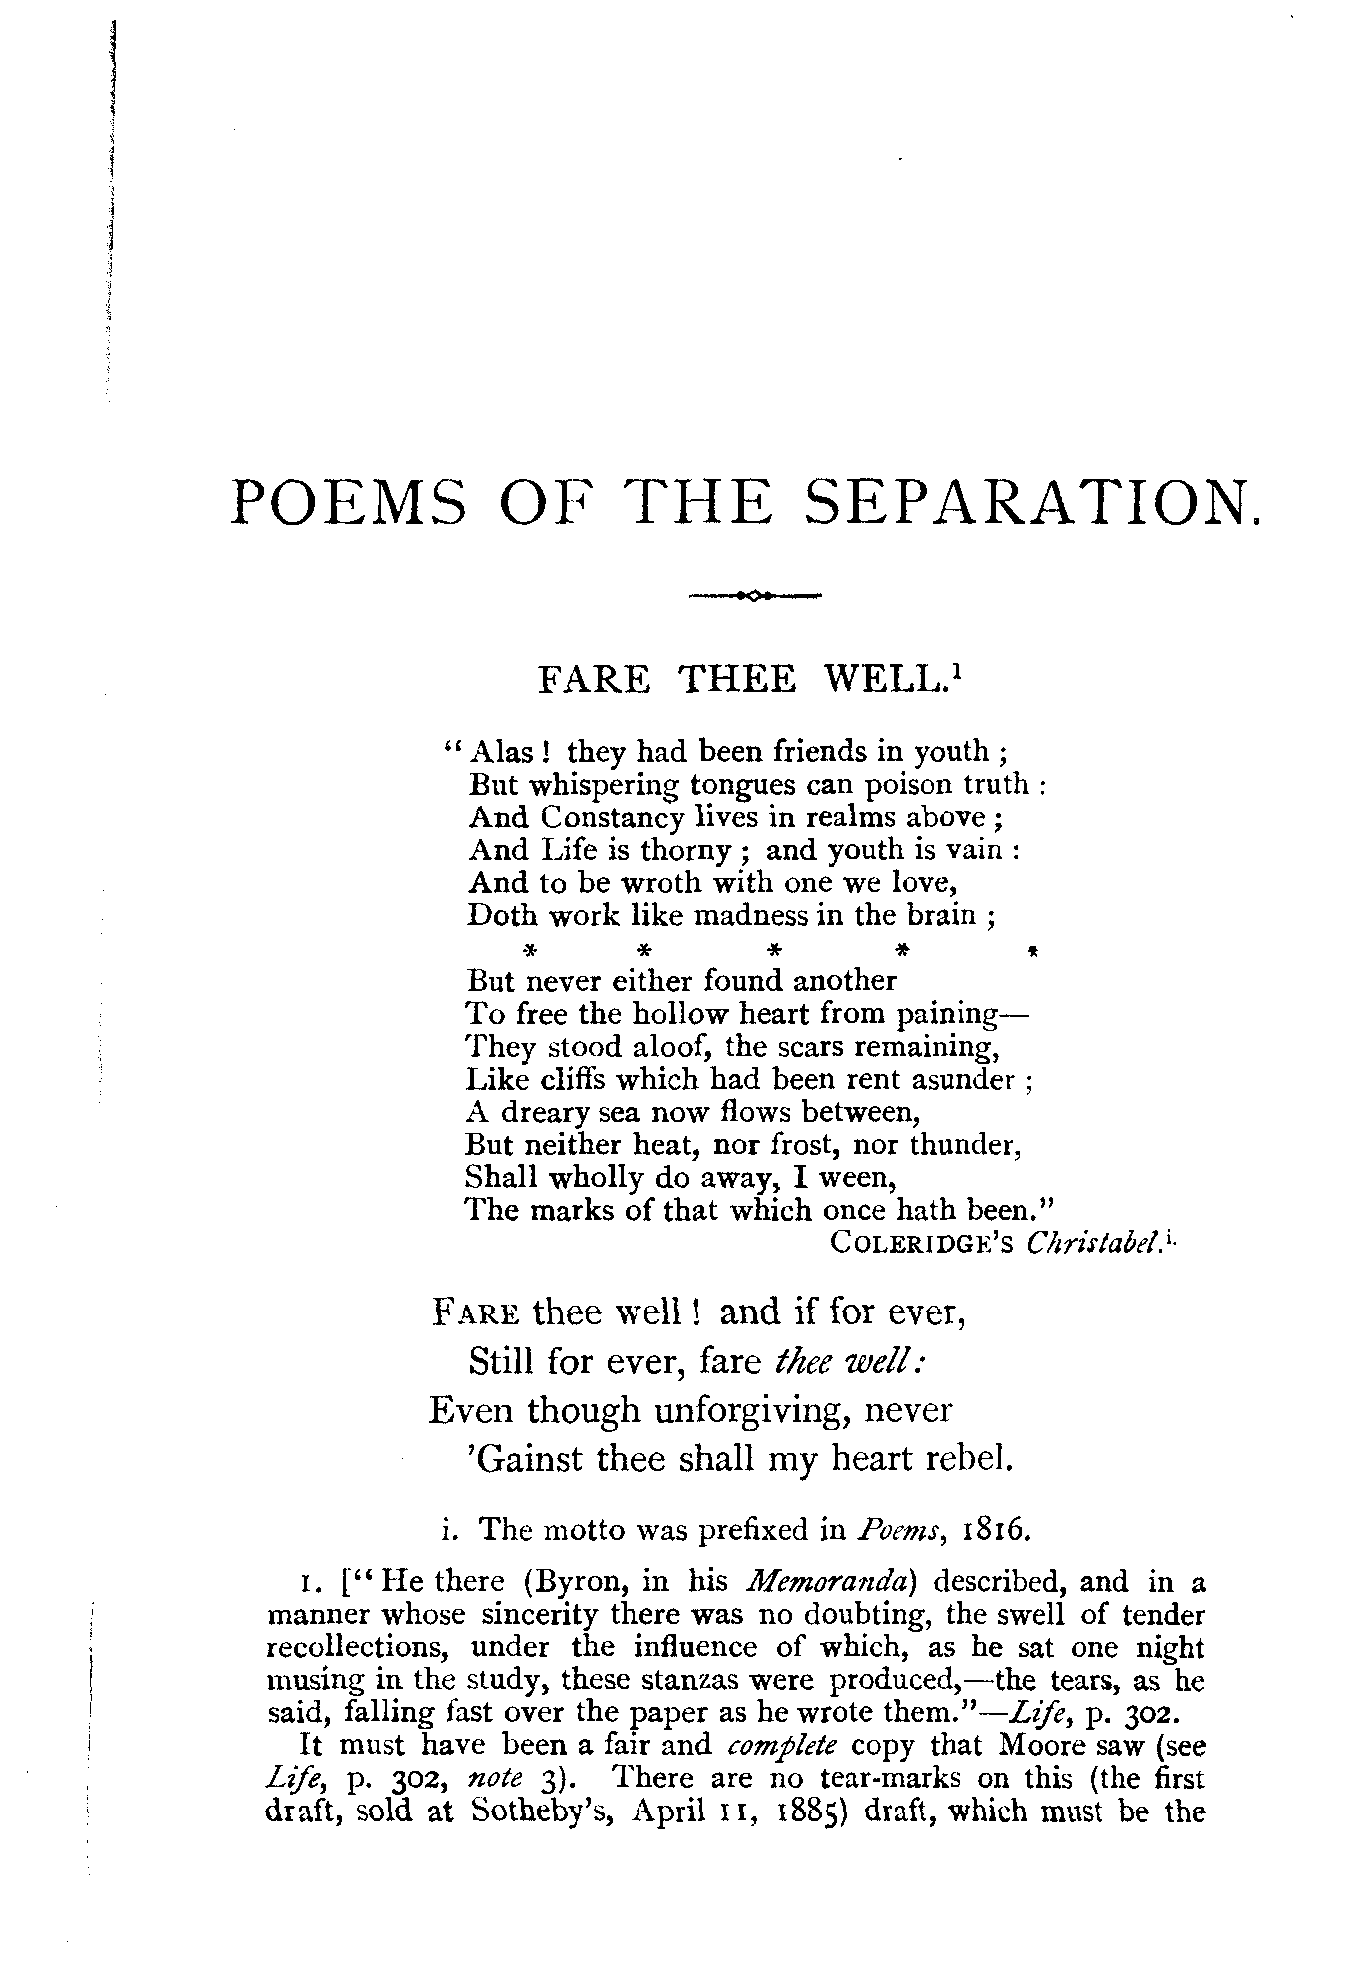 POEMS OF THE SEPARATION.
FARE THEE WELL.¹
“Alas! they had been friends in youth;
But whispering tongues can poison truth:
And Constancy lives in realms above;
And Life is thorny; and youth is vain:
And to be wroth with one we love,
Doth work like madness in the brain;
* * * * *
But never either found another
To free the hollow heart from paining—
They stood aloof, the scars remaining,
Like cliffs which had been rent asunder;
A dreary sea now flows between,
But neither heat, nor frost, nor thunder,
Shall wholly do away, I ween,
The marks of that which once hath been.”
COLERIDGE'S Christabel.i.
FARE thee well! and if for ever,
Still for ever, fare thee well:
Even though unforgiving, never
'Gainst thee shall my heart rebel.
i. The motto was prefixed in Poems, 1816.
1. [“He there (Byron, in his Memoranda) described, and in a
manner whose sincerity there was no doubting, the swell of tender
recollections, under the influence of which, as he sat one night
musing in the study, these stanzas were produced,—the tears, as he
said, falling fast over the paper as he wrote them.”—Life, p. 302.
It must have been a fair and complete copy that Moore saw (see
Life, p. 302, note 3). There are no tear-marks on this (the first
draft, sold at Sotheby's, April 11, 1885) draft, which must be the